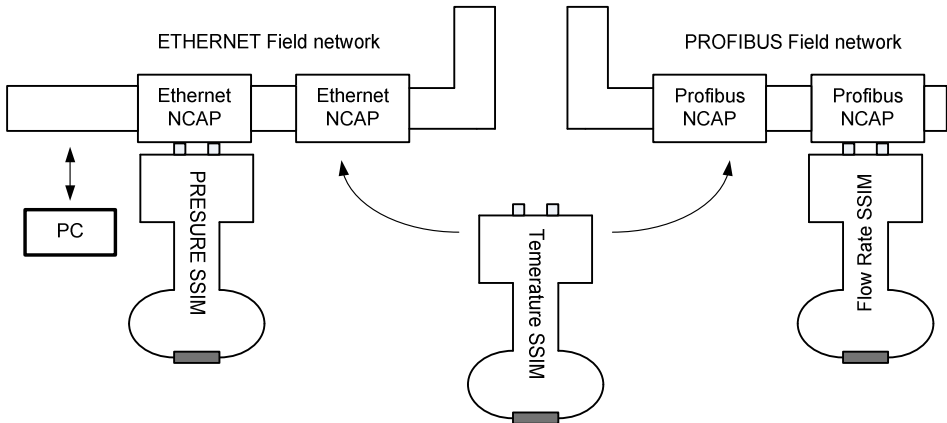 ETHERNET Field network
PROFIBUS Field network
Ethernet
NCAP
Ethernet
NCAP
Profibus
NCAP
Profibus
NCAP
PC
PRESURE SSIM
Temerature SSIM
Flow Rate SSIM